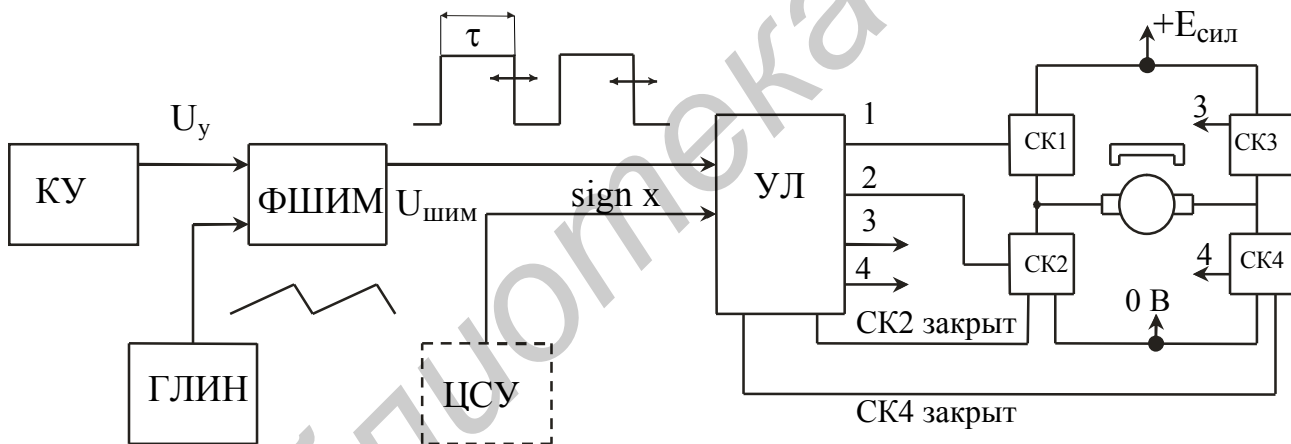 +Eсил
τ
1
3
СК1
СК3
Uу
КУ
ФШИМ
Uшим
sign x
УЛ
2
3
4
СК2
4
СК4
0 В
СК2 закрыт
ГЛИН
ЦСУ
СК4 закрыт